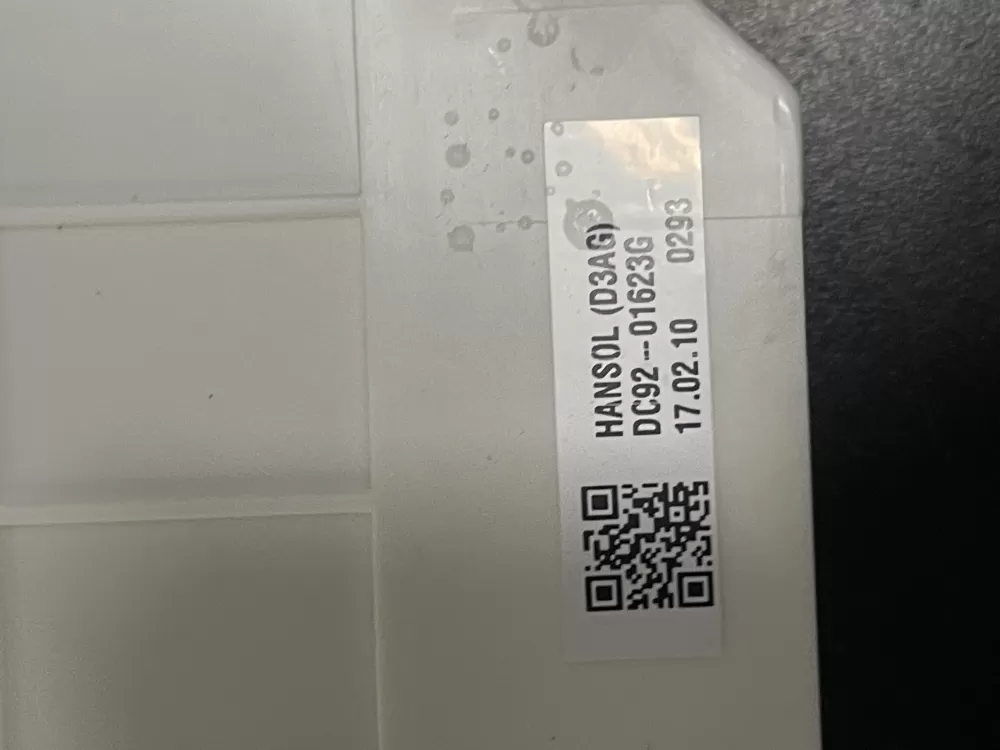 HANSOL (D3AG)
DC92-01623G
17.02.10 0293